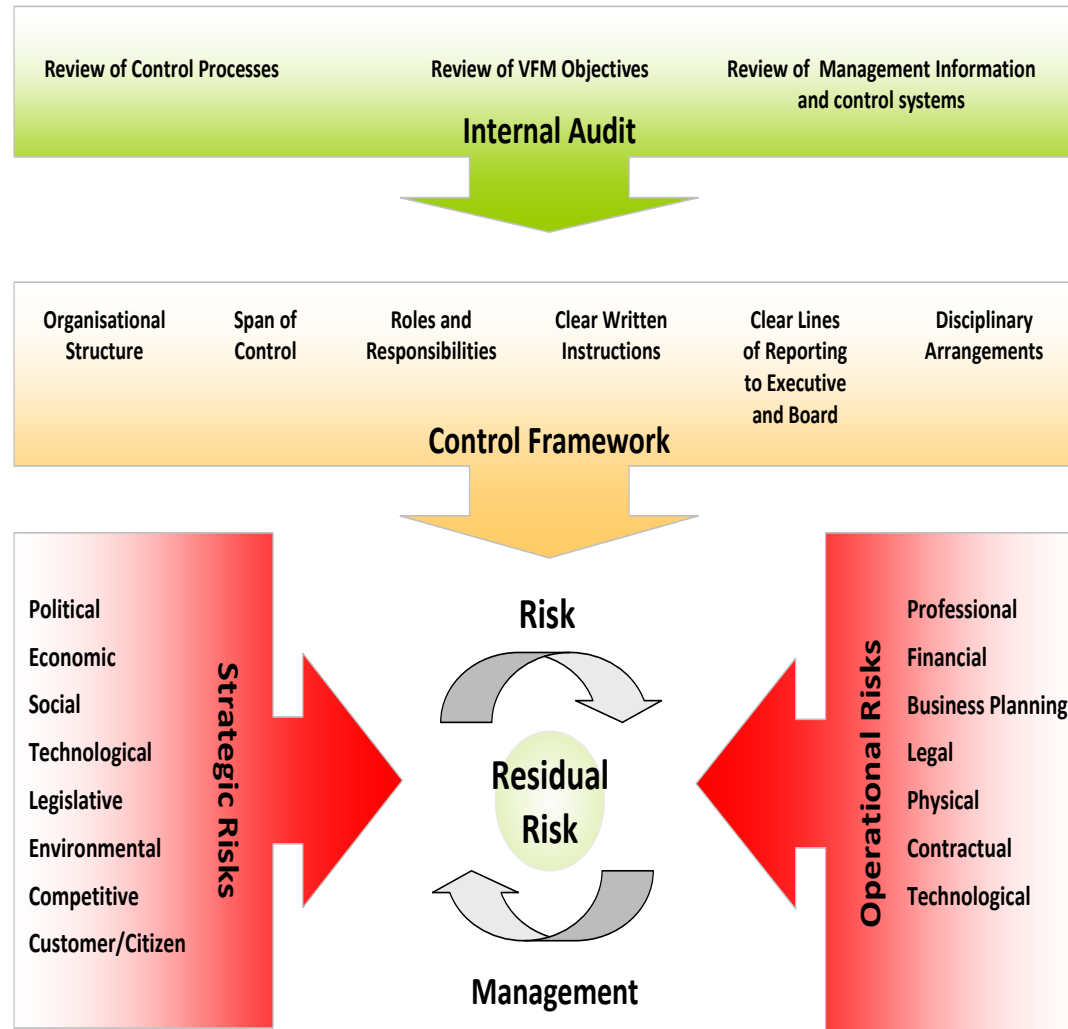 Review of Control Processes
Review of VFM Objectives
Review of Management Information
and control systems
Internal Audit
Organisational
Structure
Span of
Control
Roles and
Responsibilities
Clear Written
Instructions
Clear Lines
of Reporting
to Executive
and Board
Disciplinary
Arrangements
Control Framework
Political
Economic
Social
Technological
Legislative
Environmental
Competitive
Customer/Citizen
Strategic Risks
Risk
Residual
Risk
Management
Operational Risks
Professional
Financial
Business Planning
Legal
Physical
Contractual
Technological